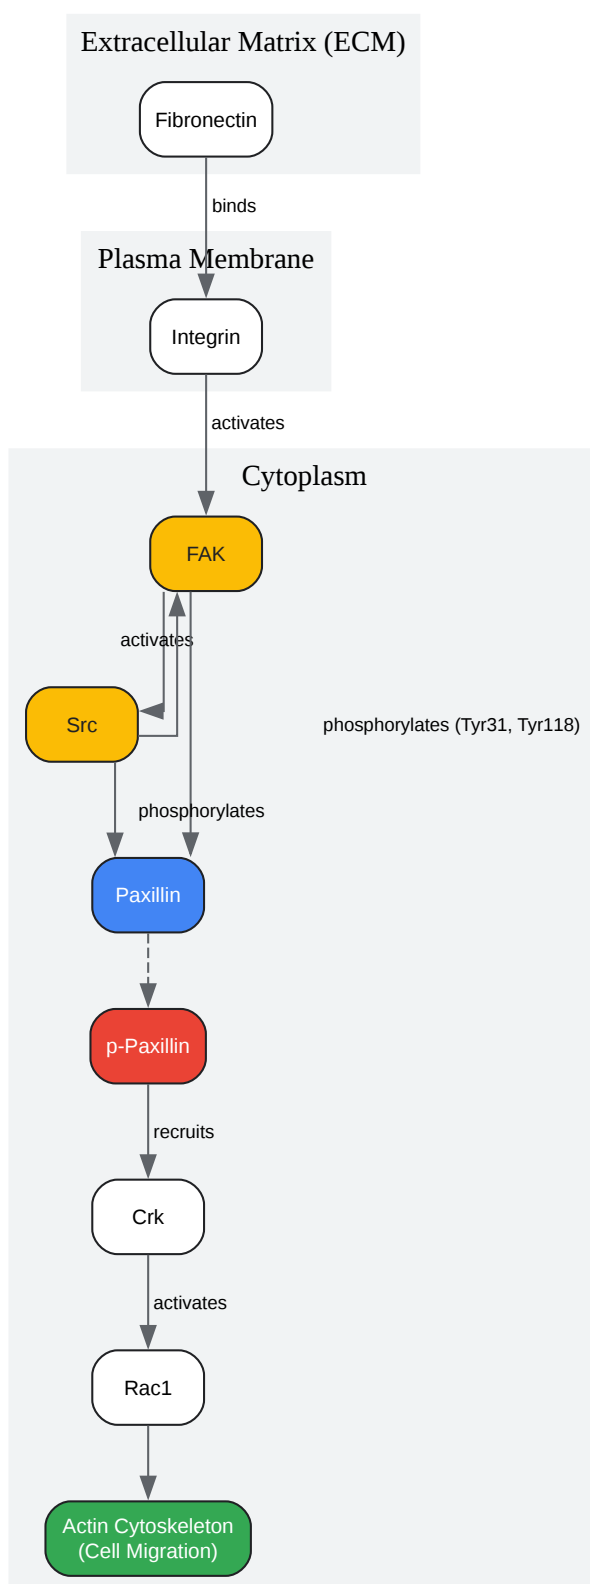 Extracellular Matrix (ECM)
Fibronectin
binds
Plasma Membrane
Integrin
activates
Cytoplasm
FAK
activates
Src
phosphorylates (Tyr31, Tyr118)
phosphorylates
Paxillin
p-Paxillin
recruits
Crk
activates
Rac1
Actin Cytoskeleton
(Cell Migration)